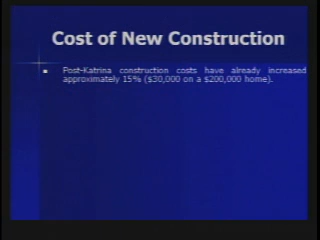 Cost of New Construction
Post-Katrina construction costs have already increased
approximately 15% ($30,000 on a $200,000 home).